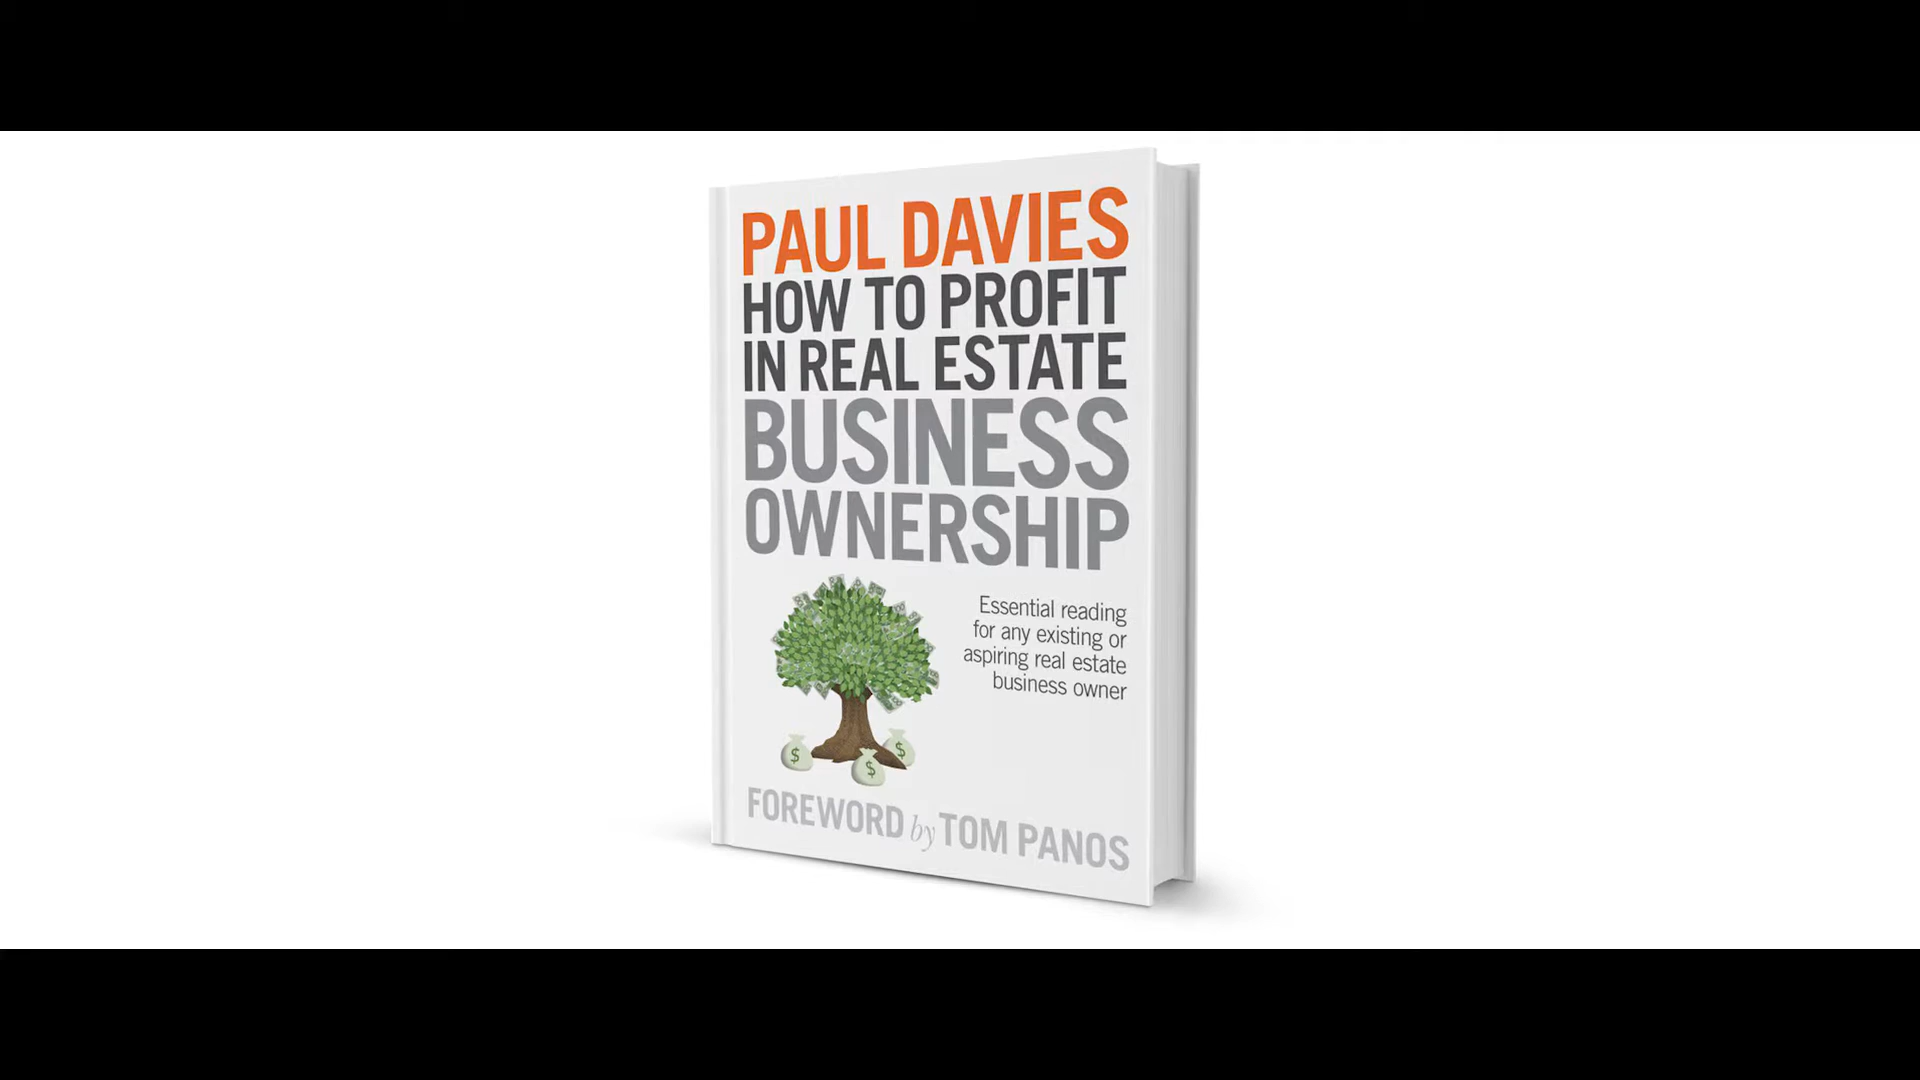 PAUL DAVIES
HOW TO PROFIT
IN REAL ESTATE
BUSINESS
OWNERSHIP
Essential reading
for any existing or
aspiring real estate
business owner
$
$
$
FOREWORD by TOM PANOS